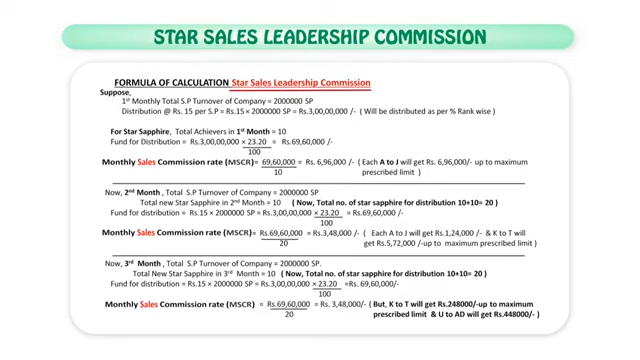 STAR SALES LEADERSHIP COMMISSION
FORMULA OF CALCULATION Star Sales Leadership Commission
Suppose,
1st Monthly Total S.P Turnover of Company = 2000000 SP
Distribution @ Rs. 15 per S.P = Rs.15 × 2000000 SP = Rs.3,00,00,000 /- ( Will be distributed as per % Rank wise )
For Star Sapphire, Total Achievers in 1st Month = 10
Fund for Distribution = Rs.3,00,00,000 × 23.20 = Rs.69,60,000 /-
100
Monthly Sales Commission rate (MSCR)= 69,60,000 /- = Rs. 6,96,000 /- ( Each A to J will get Rs. 6,96,000/- up to maximum
10 prescribed limit )
Now, 2nd Month , Total S.P Turnover of Company = 2000000 SP
Total new Star Sapphire in 2nd Month = 10 ( Now, Total no. of star sapphire for distribution 10+10= 20 )
Fund for distribution = Rs.15 × 2000000 SP = Rs.3,00,00,000 × 23.20 = Rs.69,60,000 /-
100
Monthly Sales Commission rate (MSCR)= Rs.69,60,000 /- = Rs.3,48,000/- ( Each A to J will get Rs.1,24,000/- & K to T will
20 get Rs.5,72,000 /-up to maximum prescribed limit )
Now, 3rd Month , Total S.P Turnover of Company = 2000000 SP.
Total New Star Sapphire in 3rd Month = 10 ( Now, Total no. of star sapphire for distribution 10+10= 20 )
Fund for distribution = Rs.15 × 2000000 SP = Rs.3,00,00,000 × 23.20 =Rs. 69,60,000/-
100
Monthly Sales Commission rate (MSCR) = Rs.69,60,000 /- = Rs. 3,48,000/- ( But, K to T will get Rs.248000/-up to maximum
20 prescribed limit & U to AD will get Rs.448000/- )